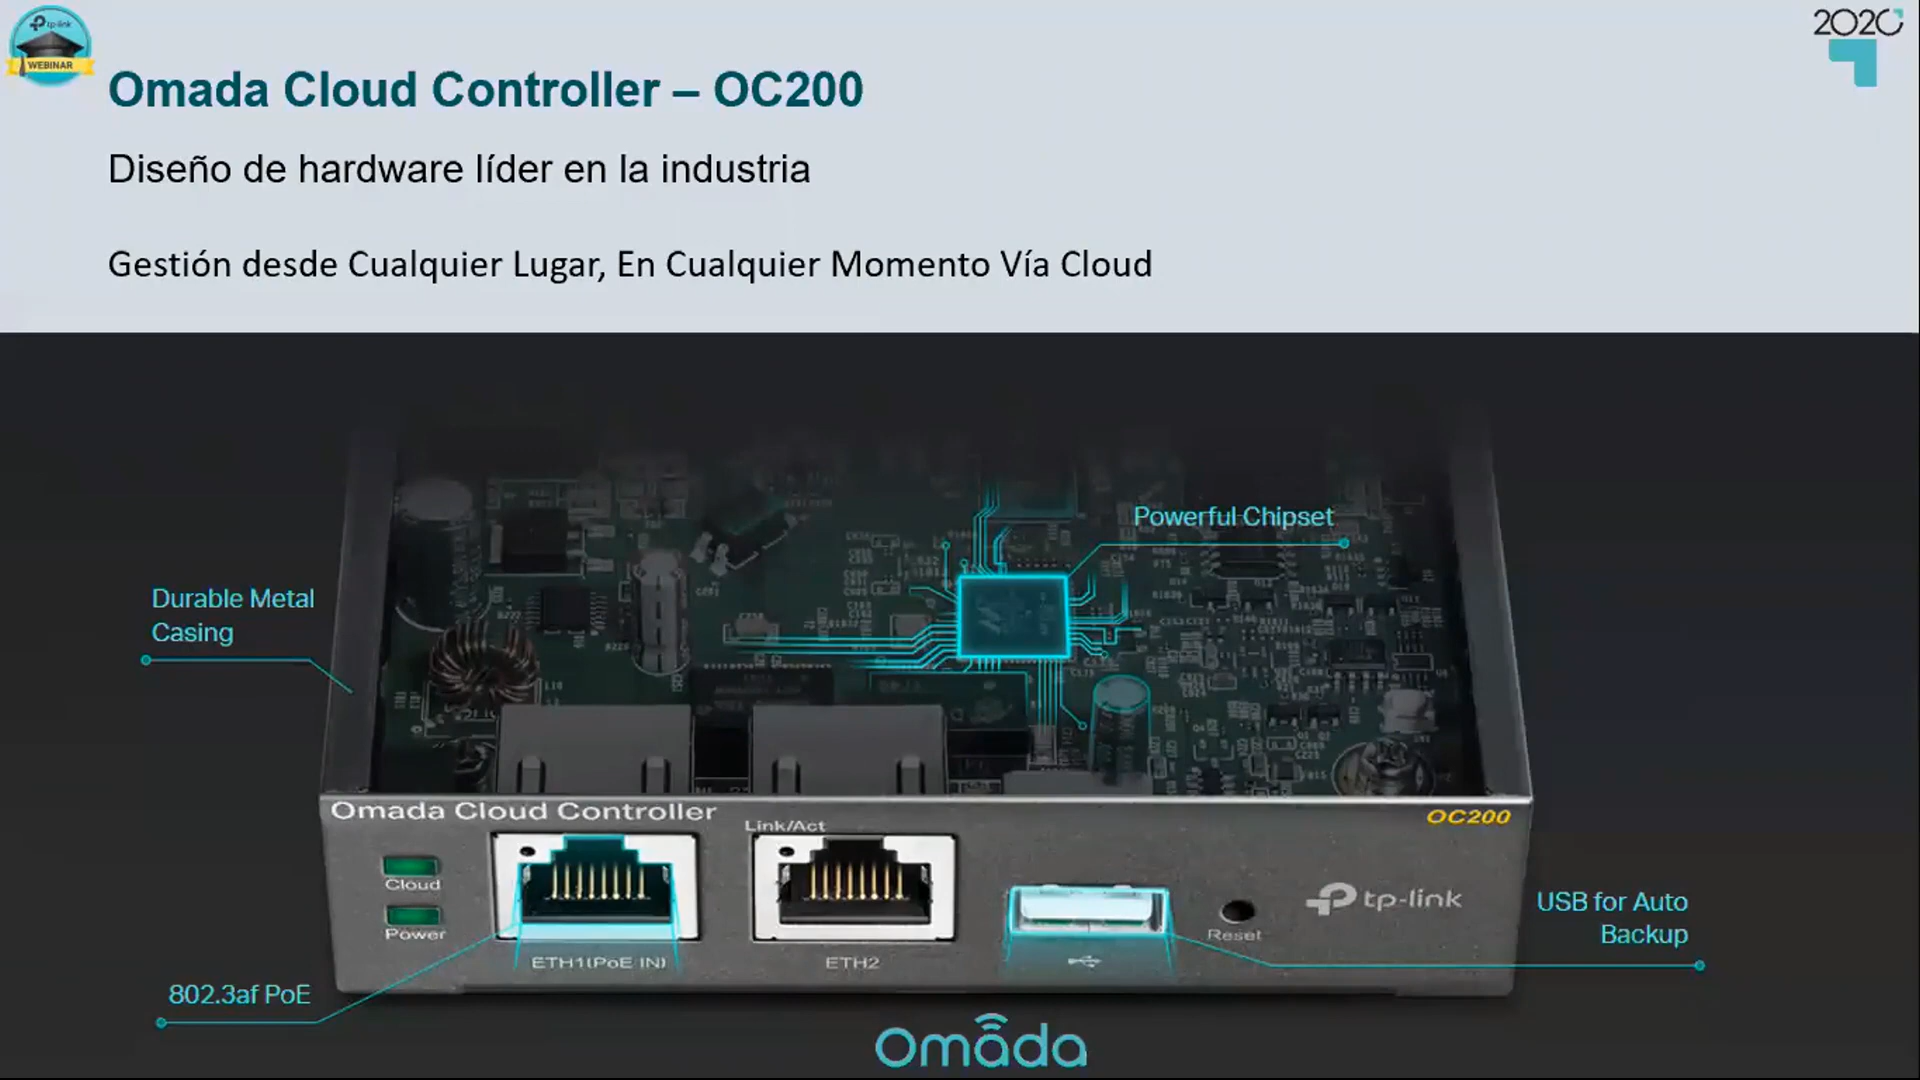 tp-link
WEBINAR
2020
Omada Cloud Controller – OC200
Diseño de hardware líder en la industria
Gestión desde Cualquier Lugar, En Cualquier Momento Vía Cloud
Powerful Chipset
Durable Metal
Casing
Omada Cloud Controller
OC200
Link/Act
Cloud
Power
ETH1(PoE IN)
ETH2
Reset
tp-link
USB for Auto
Backup
802.3af PoE
Omada